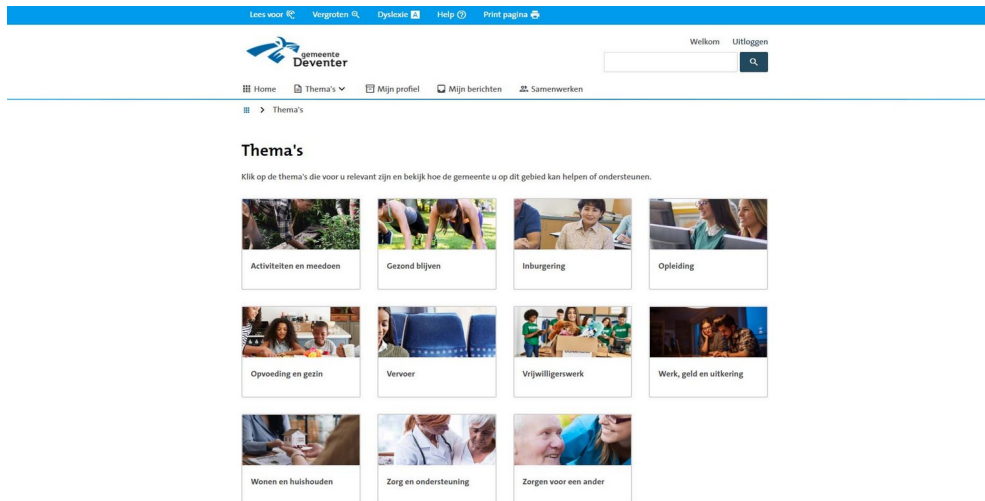 Lees voor Vergroten Dyslexie A Help Print pagina
Welkom Uitloggen
gemeente
Deventer
Home Thema's Mijn profiel Mijn berichten Samenwerken
Thema's
Thema's
Klik op de thema's die voor u relevant zijn en bekijk hoe de gemeente u op dit gebied kan helpen of ondersteunen.
Activiteiten en meedoen Gezond blijven Inburgering Opleiding
Opvoeding en gezin Vervoer Vrijwilligerswerk Werk, geld en uitkering
Wonen en huishouden Zorg en ondersteuning Zorgen voor een ander